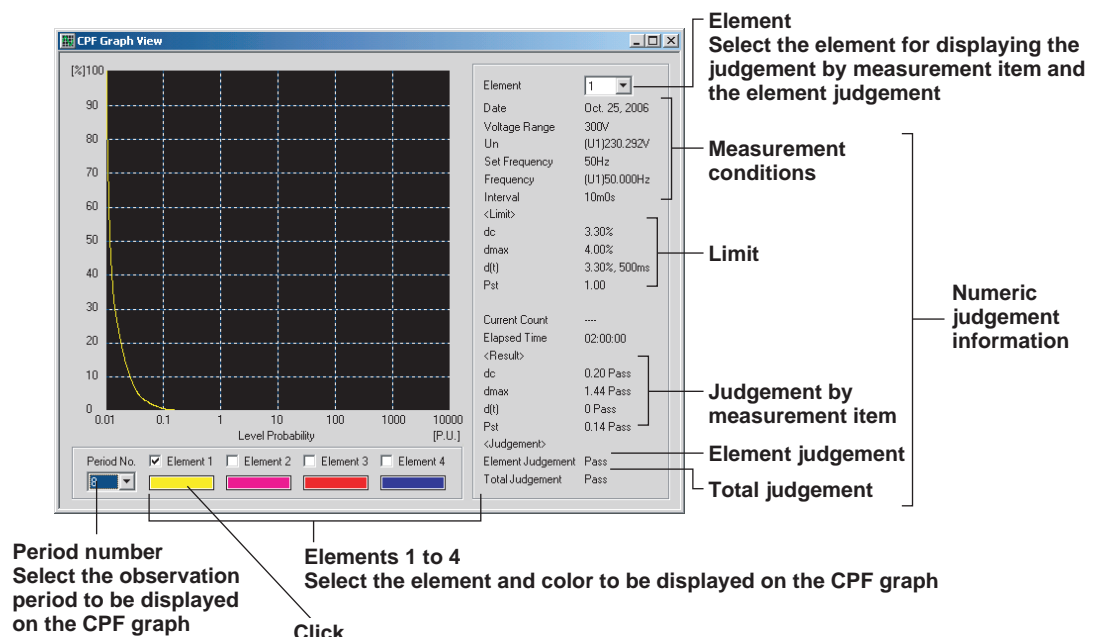 CPF Graph View
[%]100
90
80
70
60
50
40
30
20
10
0
0.01 0.1 1 10 100 1000 10000
Level Probability [P.U.]
Period No. Element 1 Element 2 Element 3 Element 4
8
Element 1
Date Oct. 25, 2006
Voltage Range 300V
Un (U1)230.292V
Set Frequency 50Hz
Frequency (U1)50.000Hz
Interval 10m0s
<Limit>
dc 3.30%
dmax 4.00%
d(t) 3.30%, 500ms
Pst 1.00
Current Count ----
Elapsed Time 02:00:00
<Result>
dc 0.20 Pass
dmax 1.44 Pass
d(t) 0 Pass
Pst 0.14 Pass
<Judgement>
Element Judgement Pass
Total Judgement Pass
Element
Select the element for displaying the
judgement by measurement item and
the element judgement
Measurement
conditions
Limit
Numeric
judgement
information
Judgement by
measurement item
Element judgement
Total judgement
Period number
Select the observation
period to be displayed
on the CPF graph
Elements 1 to 4
Select the element and color to be displayed on the CPF graph
Click